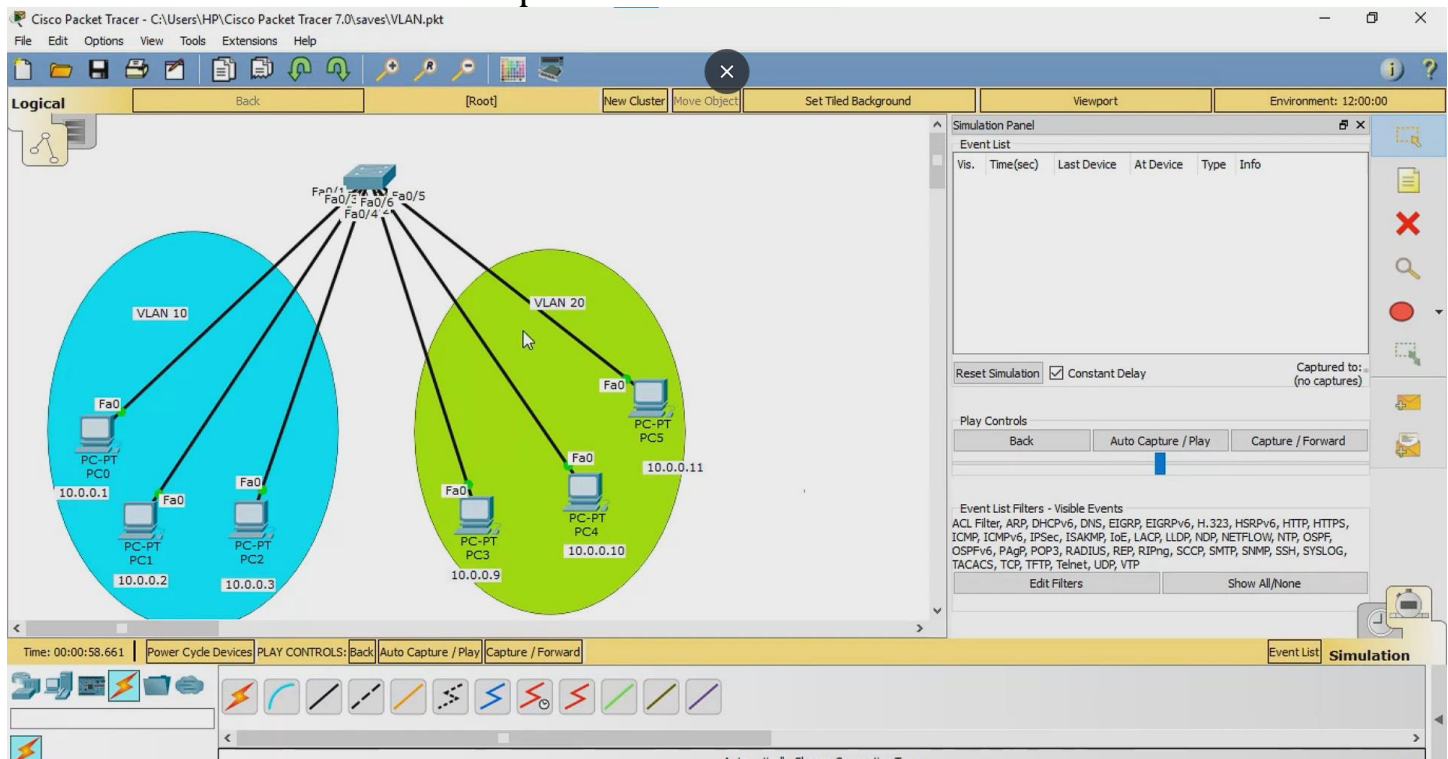 Cisco Packet Tracer - C:\Users\HP\Cisco Packet Tracer 7.0\saves\VLAN.pkt
File Edit Options View Tools Extensions Help
Logical Back [Root] New Cluster Move Object Set Tiled Background Viewport Environment: 12:00:00
Simulation Panel
Event List
Vis. Time(sec) Last Device At Device Type Info
Fa0/1
Fa0/3 Fa0/6 Fa0/5
Fa0/4
VLAN 10
VLAN 20
Fa0
PC-PT
PC0
10.0.0.1
Fa0
PC-PT
PC1
10.0.0.2
Fa0
PC-PT
PC2
10.0.0.3
Fa0
PC-PT
PC3
10.0.0.9
Fa0
PC-PT
PC4
10.0.0.10
Fa0
PC-PT
PC5
10.0.0.11
Reset Simulation Constant Delay Captured to:
(no captures)
Play Controls
Back Auto Capture / Play Capture / Forward
Event List Filters - Visible Events
ACL Filter, ARP, DHCPv6, DNS, EIGRP, EIGRPv6, H.323, HSRPv6, HTTP, HTTPS,
ICMP, ICMPv6, IPSec, ISAKMP, IoE, LACP, LLDP, NDP, NETFLOW, NTP, OSPF,
OSPFv6, PAgP, POP3, RADIUS, REP, RIPng, SCCP, SMTP, SNMP, SSH, SYSLOG,
TACACS, TCP, TFTP, Telnet, UDP, VTP
Edit Filters Show All/None
Time: 00:00:58.661 Power Cycle Devices PLAY CONTROLS: Back Auto Capture / Play Capture / Forward Event List Simulation